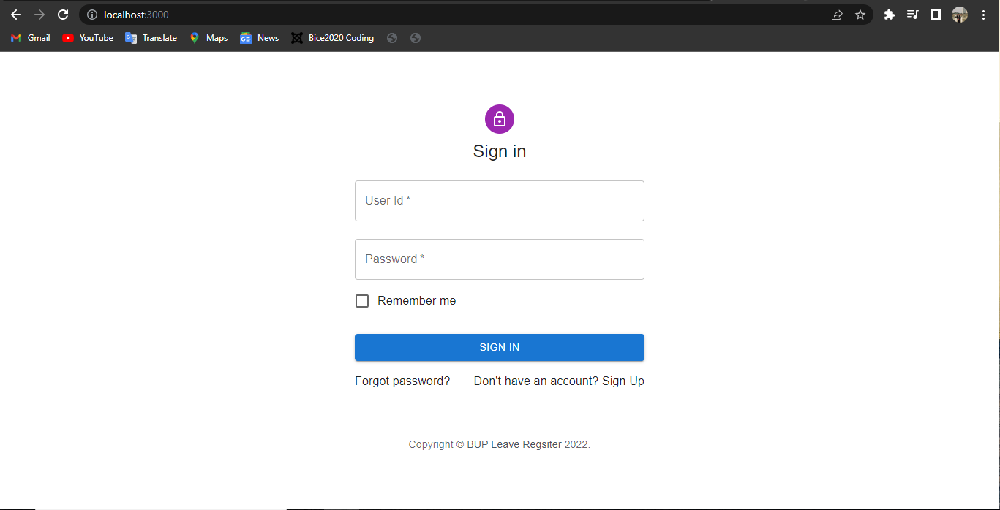 localhost:3000
Gmail YouTube Translate Maps News Bice2020 Coding
Sign in
User Id *
Password *
Remember me
SIGN IN
Forgot password? Don't have an account? Sign Up
Copyright © BUP Leave Regsiter 2022.